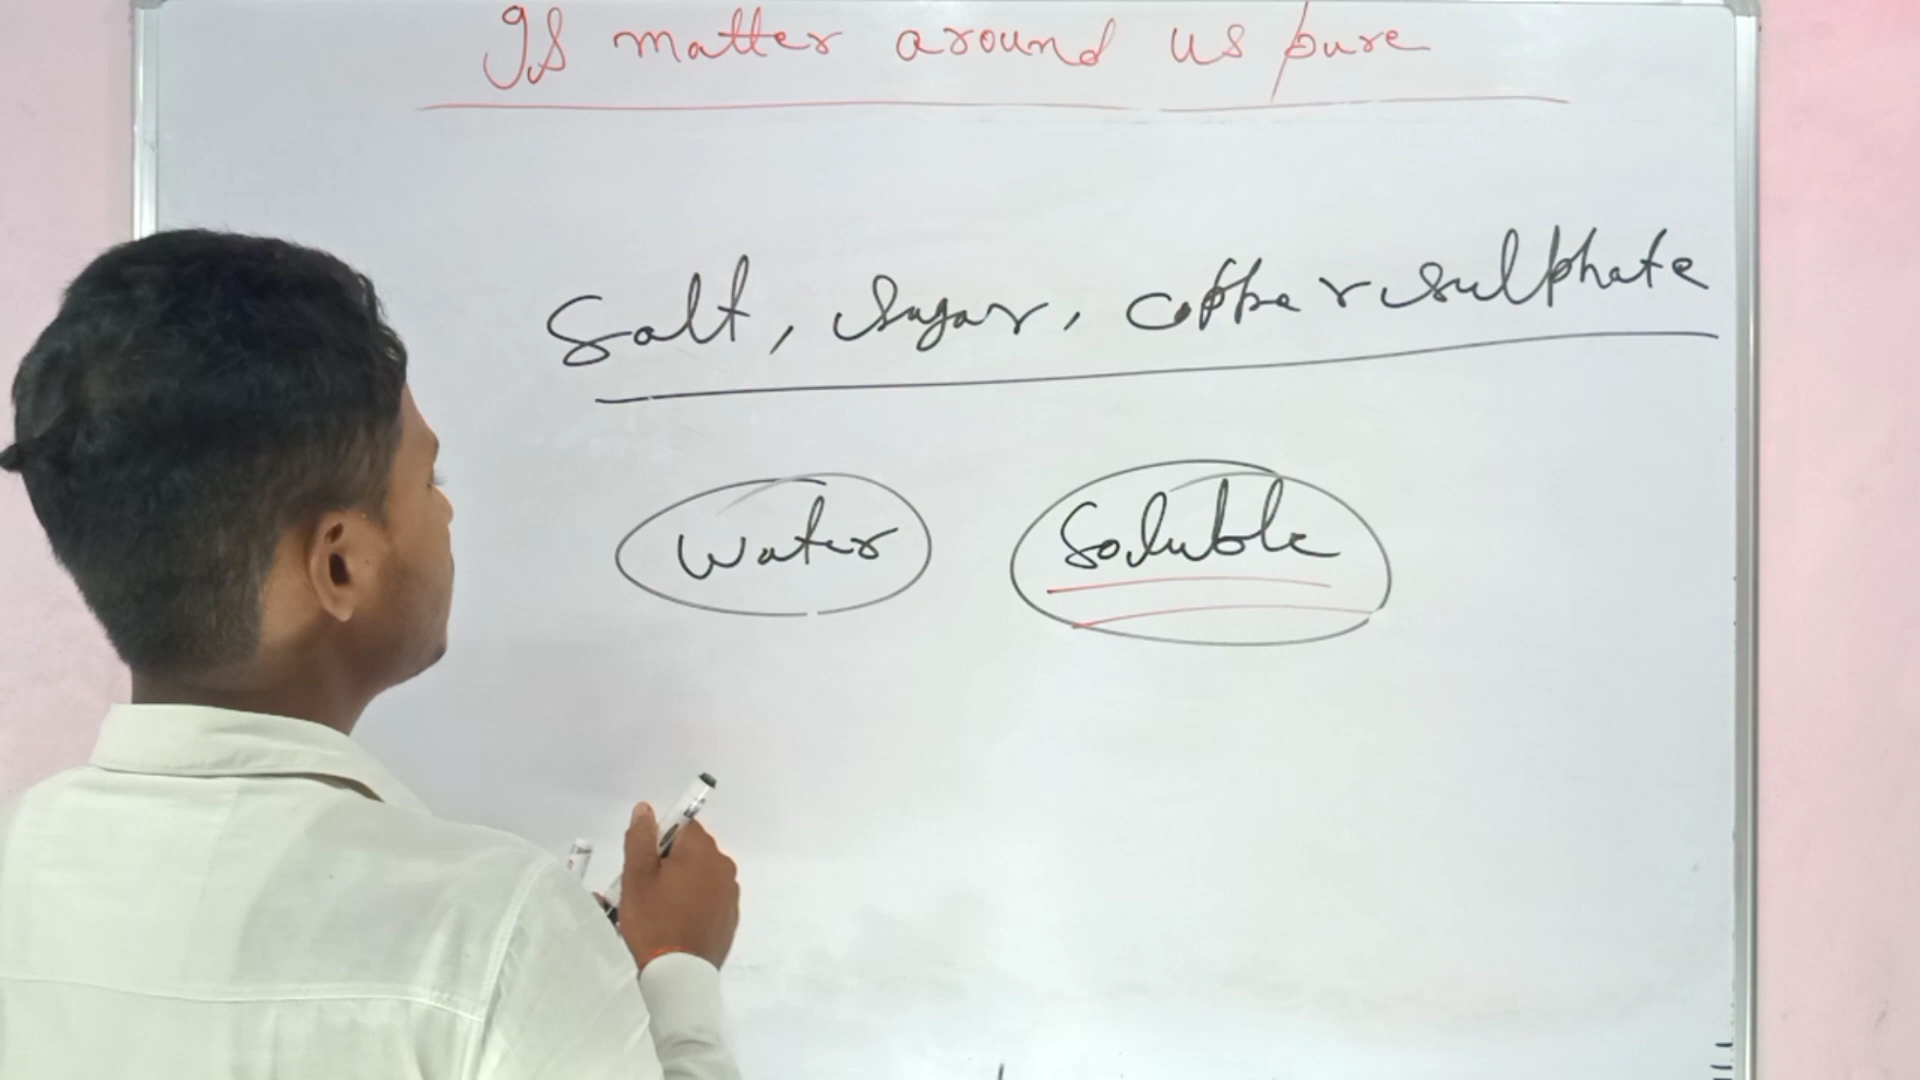 Is matter around us pure
Salt, Sugar, copper sulphate
Water Soluble